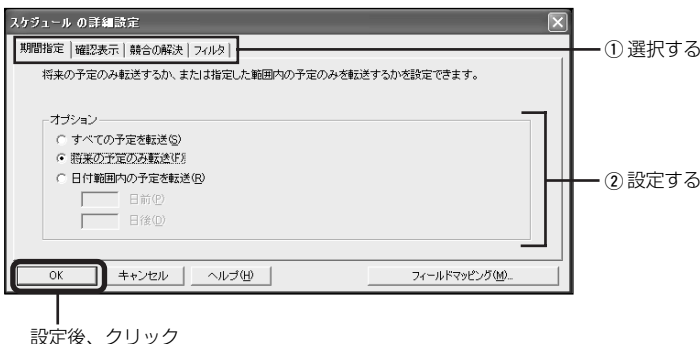 スケジュール の詳細設定
期間指定 確認表示 競合の解決 フィルタ
① 選択する
将来の予定のみ転送するか、または指定した範囲内の予定のみを転送するかを設定できます。
オプション
すべての予定を転送(S)
将来の予定のみ転送(F)
日付範囲内の予定を転送(R)
日前(P)
日後(D)
② 設定する
OK キャンセル ヘルプ(H) フィールドマッピング(M)...
設定後、クリック